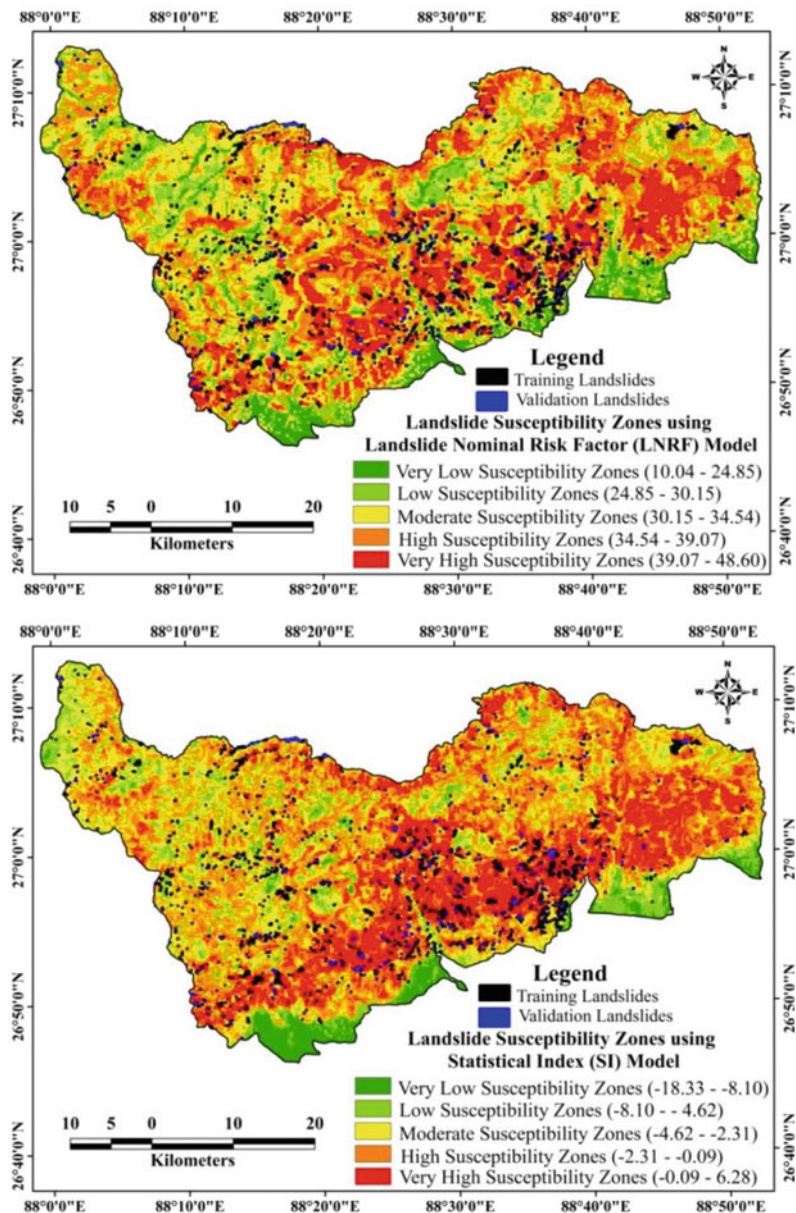 88°0'0"E 88°10'0"E 88°20'0"E 88°30'0"E 88°40'0"E 88°50'0"E
27°10'0"N
27°0'0"N
26°50'0"N
26°40'0"N
N
W E
S
27°10'0"N
27°0'0"N
26°50'0"N
26°40'0"N
Legend
Training Landslides
Validation Landslides
Landslide Susceptibility Zones using
Landslide Nominal Risk Factor (LNRF) Model
Very Low Susceptibility Zones (10.04 - 24.85)
Low Susceptibility Zones (24.85 - 30.15)
Moderate Susceptibility Zones (30.15 - 34.54)
High Susceptibility Zones (34.54 - 39.07)
Very High Susceptibility Zones (39.07 - 48.60)
10 5 0 10 20
Kilometers
88°0'0"E 88°10'0"E 88°20'0"E 88°30'0"E 88°40'0"E 88°50'0"E
88°0'0"E 88°10'0"E 88°20'0"E 88°30'0"E 88°40'0"E 88°50'0"E
27°10'0"N
27°0'0"N
26°50'0"N
26°40'0"N
N
W E
S
27°10'0"N
27°0'0"N
26°50'0"N
26°40'0"N
Legend
Training Landslides
Validation Landslides
Landslide Susceptibility Zones using
Statistical Index (SI) Model
Very Low Susceptibility Zones (-18.33 - -8.10)
Low Susceptibility Zones (-8.10 - - 4.62)
Moderate Susceptibility Zones (-4.62 - -2.31)
High Susceptibility Zones (-2.31 - -0.09)
Very High Susceptibility Zones (-0.09 - 6.28)
10 5 0 10 20
Kilometers
88°0'0"E 88°10'0"E 88°20'0"E 88°30'0"E 88°40'0"E 88°50'0"E